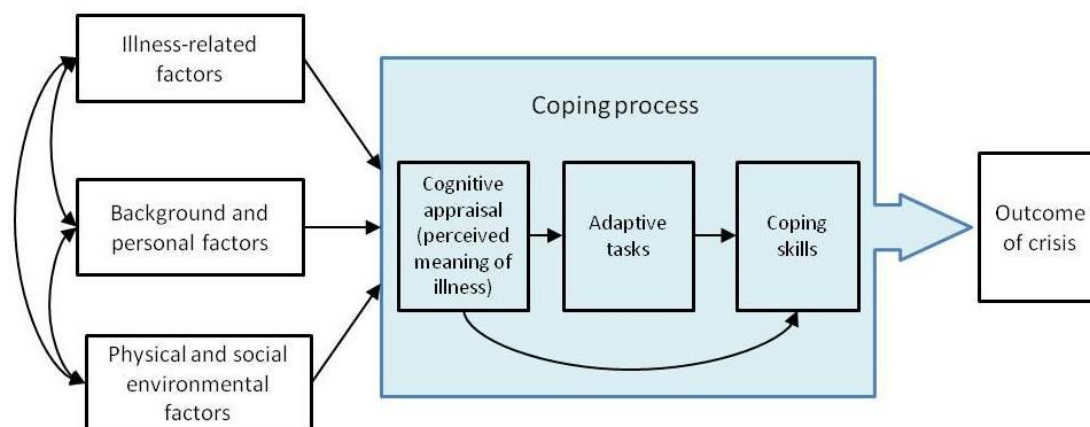 Illness-related
factors
Background and
personal factors
Physical and social
environmental
factors
Coping process
Cognitive
appraisal
(perceived
meaning of
illness)
Adaptive
tasks
Coping
skills
Outcome
of crisis